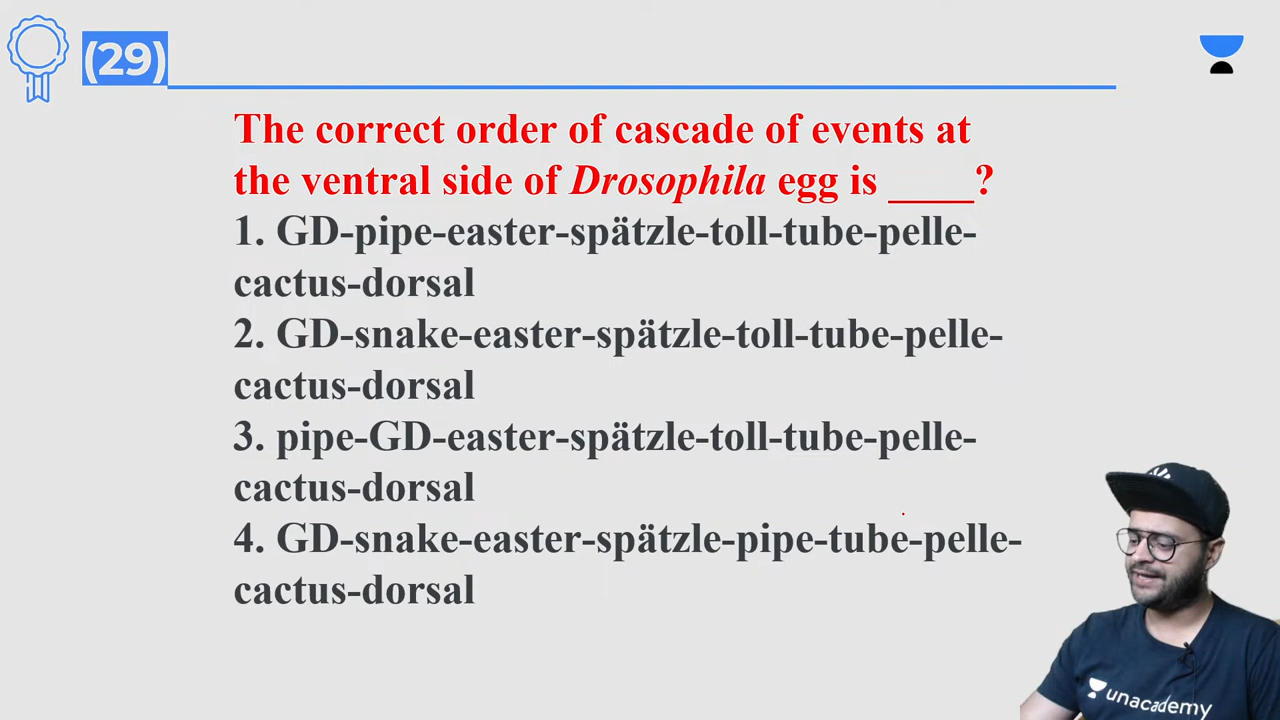 (29)
The correct order of cascade of events at
the ventral side of Drosophila egg is ____?
1. GD-pipe-easter-spätzle-toll-tube-pelle-
cactus-dorsal
2. GD-snake-easter-spätzle-toll-tube-pelle-
cactus-dorsal
3. pipe-GD-easter-spätzle-toll-tube-pelle-
cactus-dorsal
4. GD-snake-easter-spätzle-pipe-tube-pelle-
cactus-dorsal
unacademy